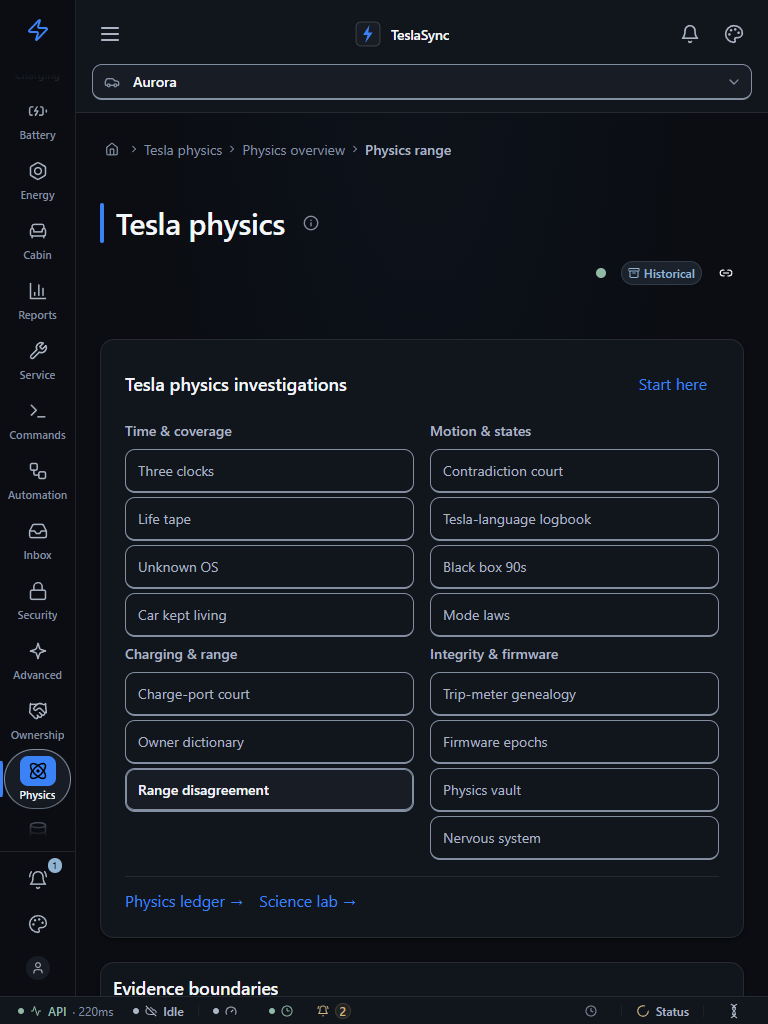 TeslaSync
Aurora
Charging
Battery
Energy
Cabin
Reports
Service
Commands
Automation
Inbox
Security
Advanced
Ownership
Physics
1
Tesla physics
Physics overview
Physics range
Tesla physics
Historical
Tesla physics investigations
Start here
Time & coverage
Three clocks
Life tape
Unknown OS
Car kept living
Motion & states
Contradiction court
Tesla-language logbook
Black box 90s
Mode laws
Charging & range
Charge-port court
Owner dictionary
Range disagreement
Integrity & firmware
Trip-meter genealogy
Firmware epochs
Physics vault
Nervous system
Physics ledger →
Science lab →
Evidence boundaries
API · 220ms
Idle
2
Status